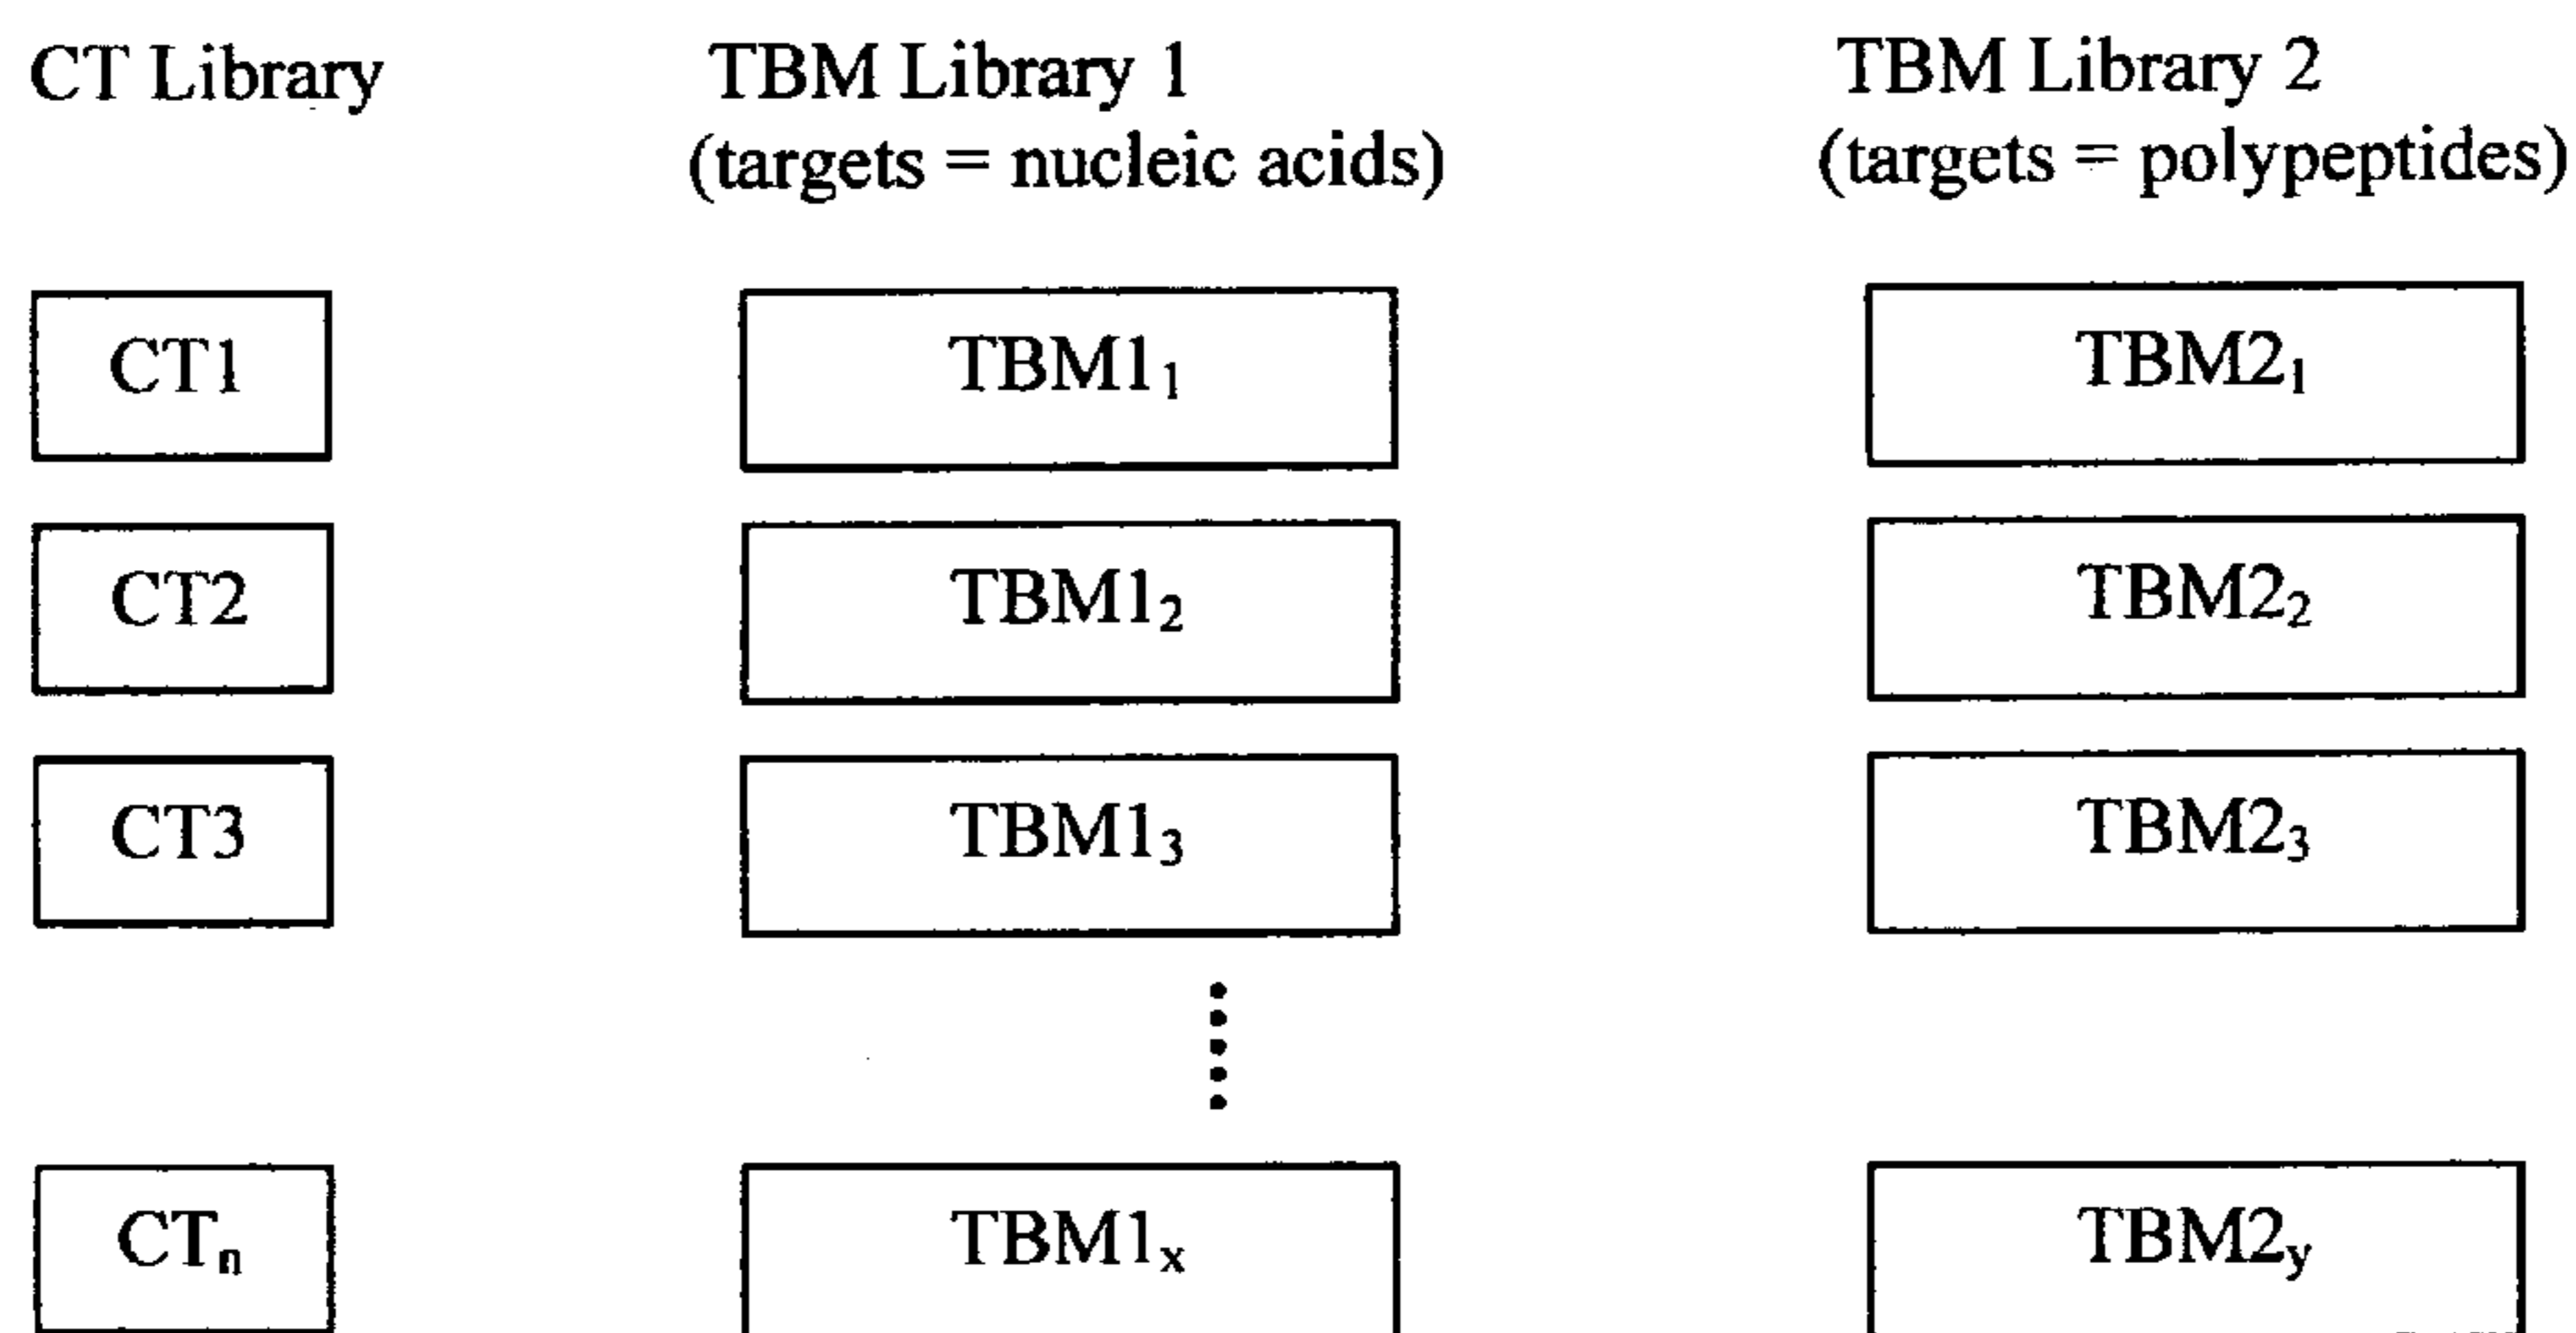 CT Library
TBM Library 1
(targets = nucleic acids)
TBM Library 2
(targets = polypeptides)
CT1
TBM1₁
TBM2₁
CT2
TBM1₂
TBM2₂
CT3
TBM1₃
TBM2₃
CTₙ
TBM1ₓ
TBM2y